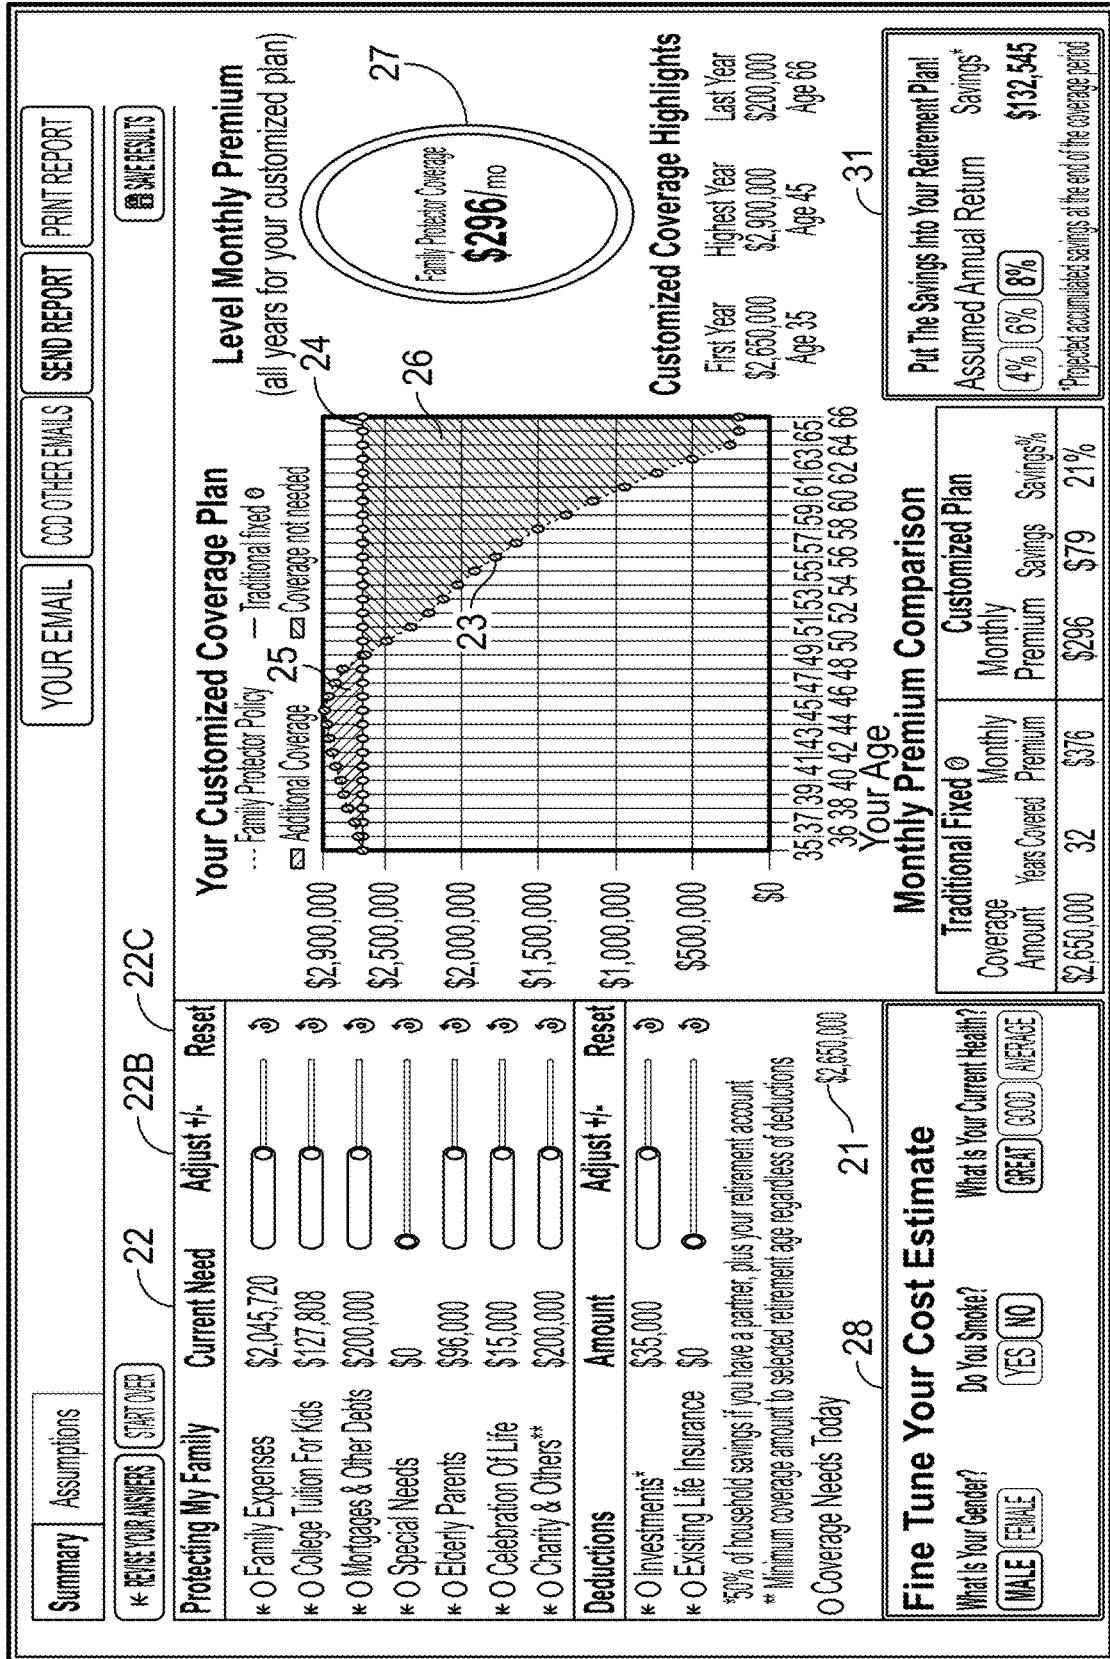 Summary
Assumptions
YOUR EMAIL
CCD OTHER EMAILS
SEND REPORT
PRINT REPORT
REVISE YOUR ANSWERS
START OVER
SAVE RESULTS
22
22B
22C
Protecting My Family Current Need Adjust +/- Reset
Family Expenses $2,045,720
College Tuition For Kids $127,808
Mortgages & Other Debts $200,000
Special Needs $0
Elderly Parents $96,000
Celebration Of Life $15,000
Charity & Others** $200,000
Deductions Amount Adjust +/- Reset
Investments* $35,000
Existing Life Insurance $0
*50% of household savings if you have a partner, plus your retirement account
** Minimum coverage amount to selected retirement age regardless of deductions
Coverage Needs Today 21 $2,650,000
28
Fine Tune Your Cost Estimate
What Is Your Gender? Do You Smoke? What Is Your Current Health?
MALE FEMALE YES NO GREAT GOOD AVERAGE
Your Customized Coverage Plan
--- Family Protector Policy — Traditional fixed
Additional Coverage Coverage not needed
25
24
26
23
$2,900,000
$2,500,000
$2,000,000
$1,500,000
$1,000,000
$500,000
$0
35 37 39 41 43 45 47 49 51 53 55 57 59 61 63 65
36 38 40 42 44 46 48 50 52 54 56 58 60 62 64 66
Your Age
Monthly Premium Comparison
Traditional Fixed Customized Plan
Coverage Amount Years Covered Monthly Premium Monthly Premium Savings Savings%
$2,650,000 32 $376 $296 $79 21%
Level Monthly Premium
(all years for your customized plan)
Family Protector Coverage
$296/mo
27
Customized Coverage Highlights
First Year Highest Year Last Year
$2,650,000 $2,900,000 $200,000
Age 35 Age 45 Age 66
31
Put The Savings Into Your Retirement Plan!
Assumed Annual Return Savings*
4% 6% 8% $132,545
*Projected accumulated savings at the end of the coverage period